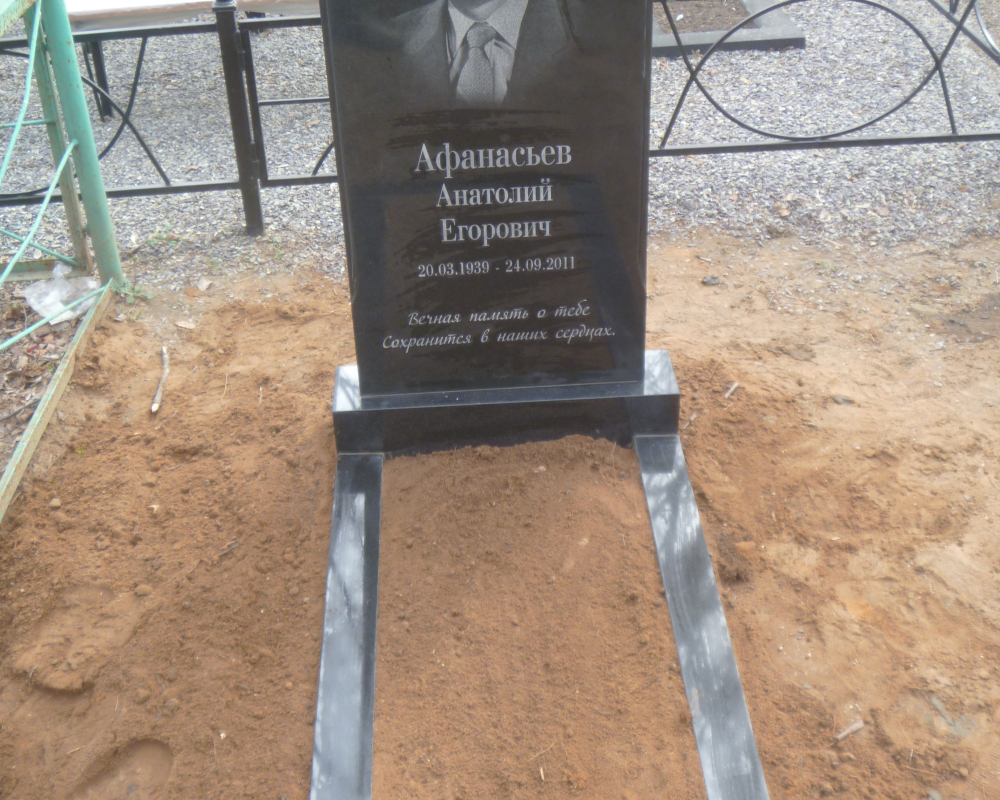 Афанасьев
Анатолий
Егорович
20.03.1939 - 24.09.2011
Вечная память о тебе
Сохранится в наших сердцах.